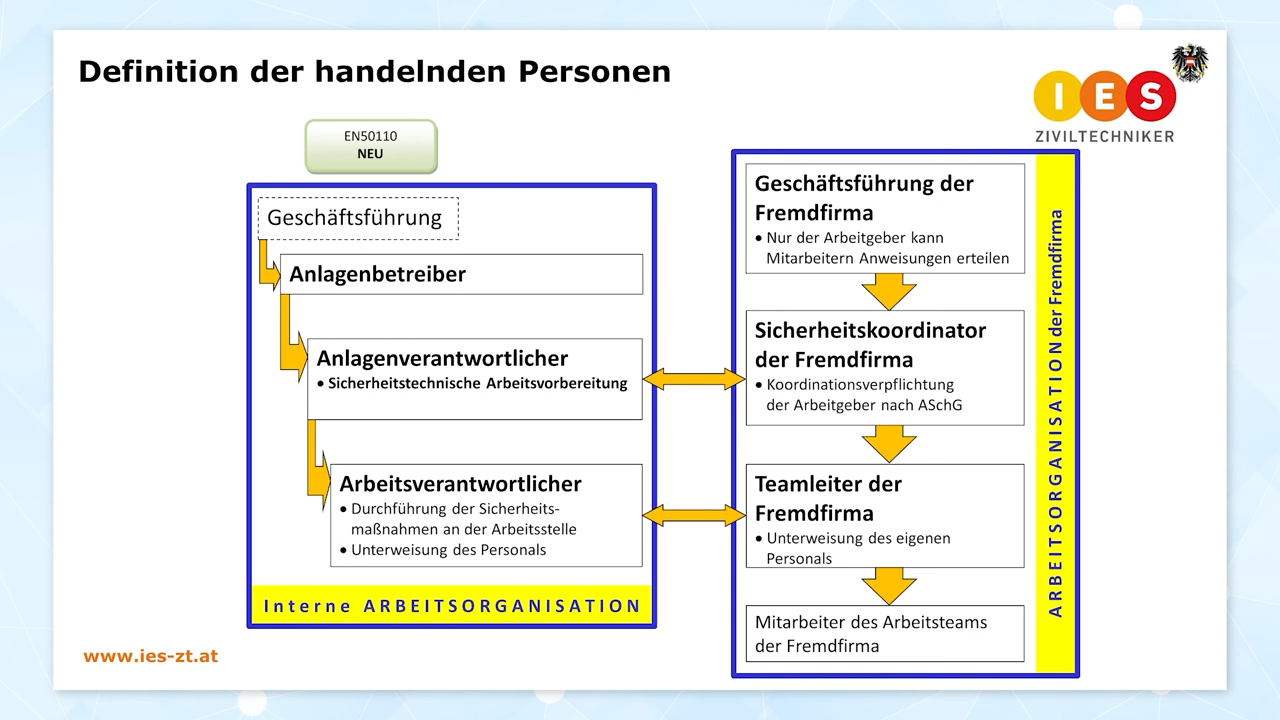 Definition der handelnden Personen
I E S
ZIVILTECHNIKER
EN50110
NEU
Geschäftsführung
Anlagenbetreiber
Anlagenverantwortlicher
• Sicherheitstechnische Arbeitsvorbereitung
Arbeitsverantwortlicher
• Durchführung der Sicherheits-
maßnahmen an der Arbeitsstelle
• Unterweisung des Personals
Interne ARBEITSORGANISATION
Geschäftsführung der
Fremdfirma
• Nur der Arbeitgeber kann
Mitarbeitern Anweisungen erteilen
Sicherheitskoordinator
der Fremdfirma
• Koordinationsverpflichtung
der Arbeitgeber nach ASchG
Teamleiter der
Fremdfirma
• Unterweisung des eigenen
Personals
Mitarbeiter des Arbeitsteams
der Fremdfirma
ARBEITSORGANISATION der Fremdfirma
www.ies-zt.at